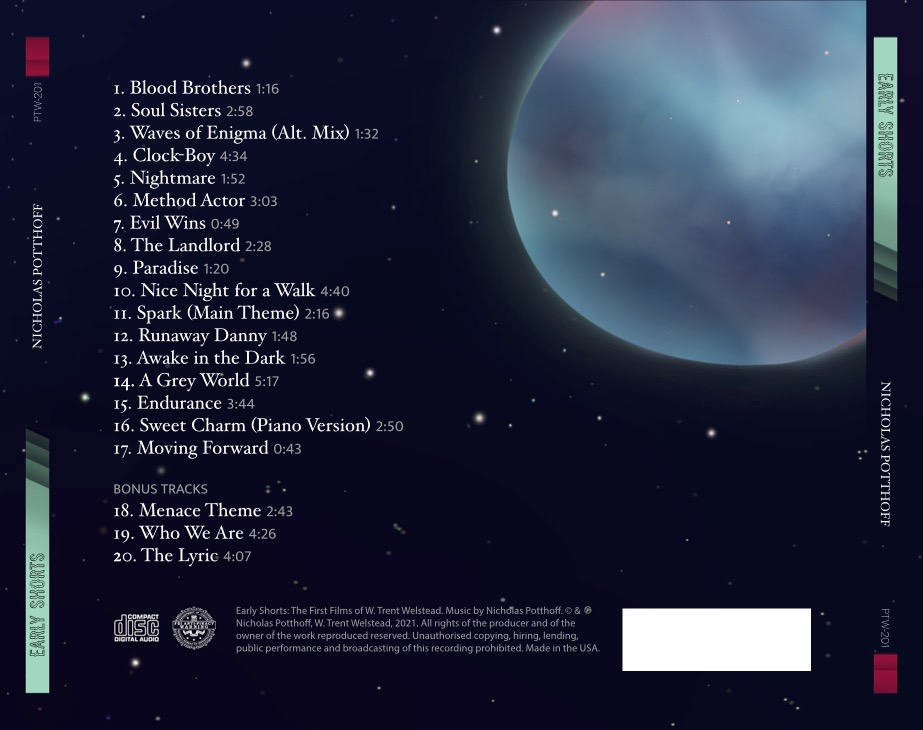 PTW-201
NICHOLAS POTTHOFF
EARLY SHORTS
1. Blood Brothers 1:16
2. Soul Sisters 2:58
3. Waves of Enigma (Alt. Mix) 1:32
4. Clock-Boy 4:34
5. Nightmare 1:52
6. Method Actor 3:03
7. Evil Wins 0:49
8. The Landlord 2:28
9. Paradise 1:20
10. Nice Night for a Walk 4:40
11. Spark (Main Theme) 2:16
12. Runaway Danny 1:48
13. Awake in the Dark 1:56
14. A Grey World 5:17
15. Endurance 3:44
16. Sweet Charm (Piano Version) 2:50
17. Moving Forward 0:43
BONUS TRACKS
18. Menace Theme 2:43
19. Who We Are 4:26
20. The Lyric 4:07
COMPACT
disc
DIGITAL AUDIO
Early Shorts: The First Films of W. Trent Welstead. Music by Nicholas Potthoff. © & ℗
Nicholas Potthoff, W. Trent Welstead, 2021. All rights of the producer and of the
owner of the work reproduced reserved. Unauthorised copying, hiring, lending,
public performance and broadcasting of this recording prohibited. Made in the USA.
EARLY SHORTS
NICHOLAS POTTHOFF
PTW-201